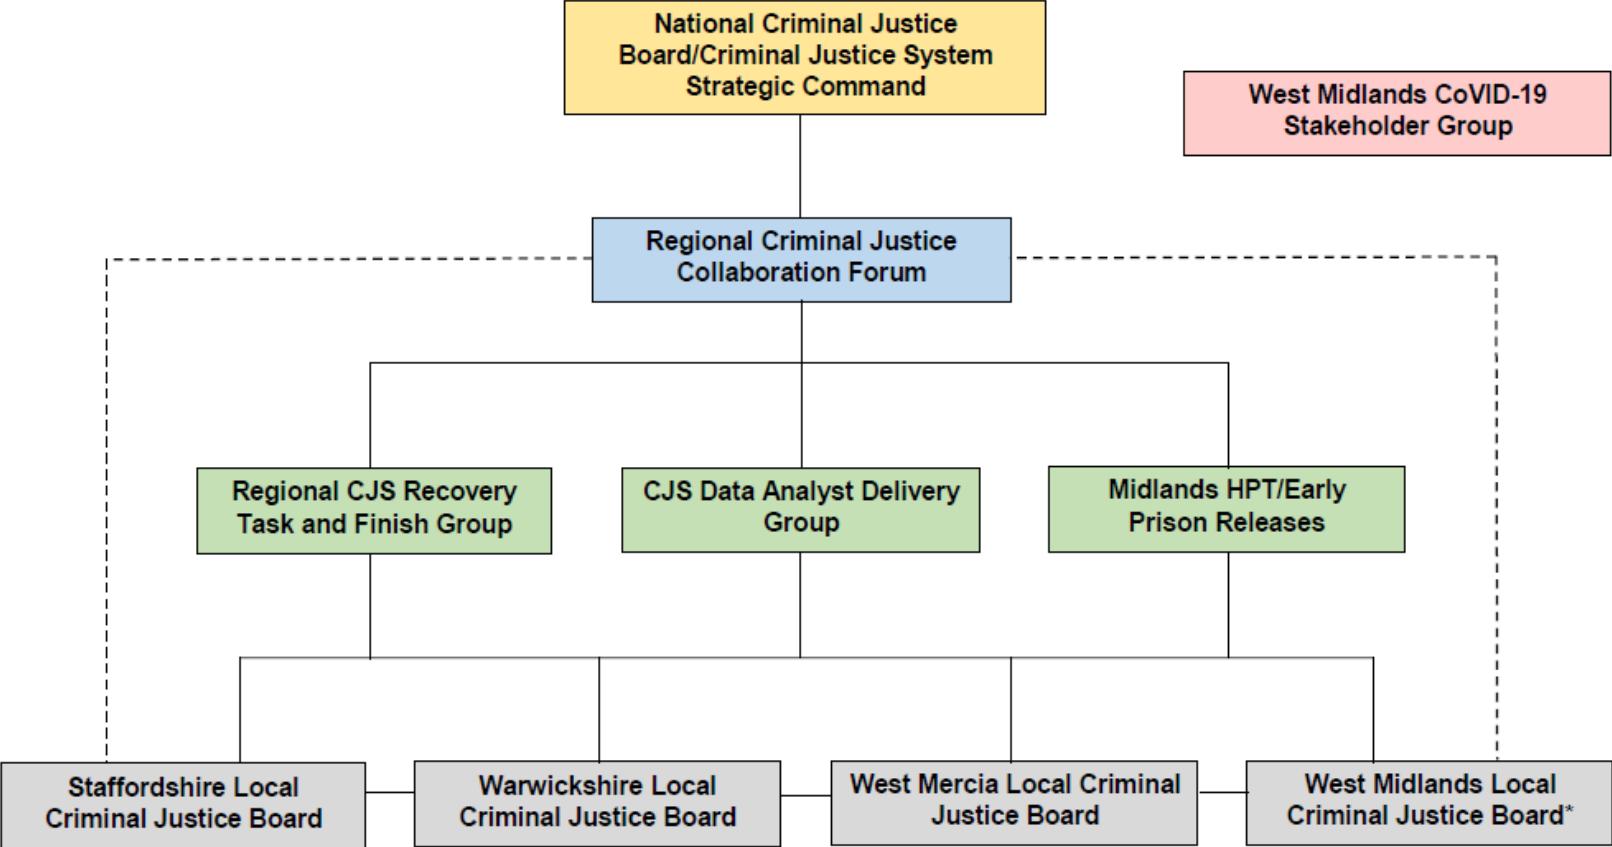 National Criminal Justice
Board/Criminal Justice System
Strategic Command
West Midlands CoVID-19
Stakeholder Group
Regional Criminal Justice
Collaboration Forum
Regional CJS Recovery
Task and Finish Group
CJS Data Analyst Delivery
Group
Midlands HPT/Early
Prison Releases
Staffordshire Local
Criminal Justice Board
Warwickshire Local
Criminal Justice Board
West Mercia Local Criminal
Justice Board
West Midlands Local
Criminal Justice Board*